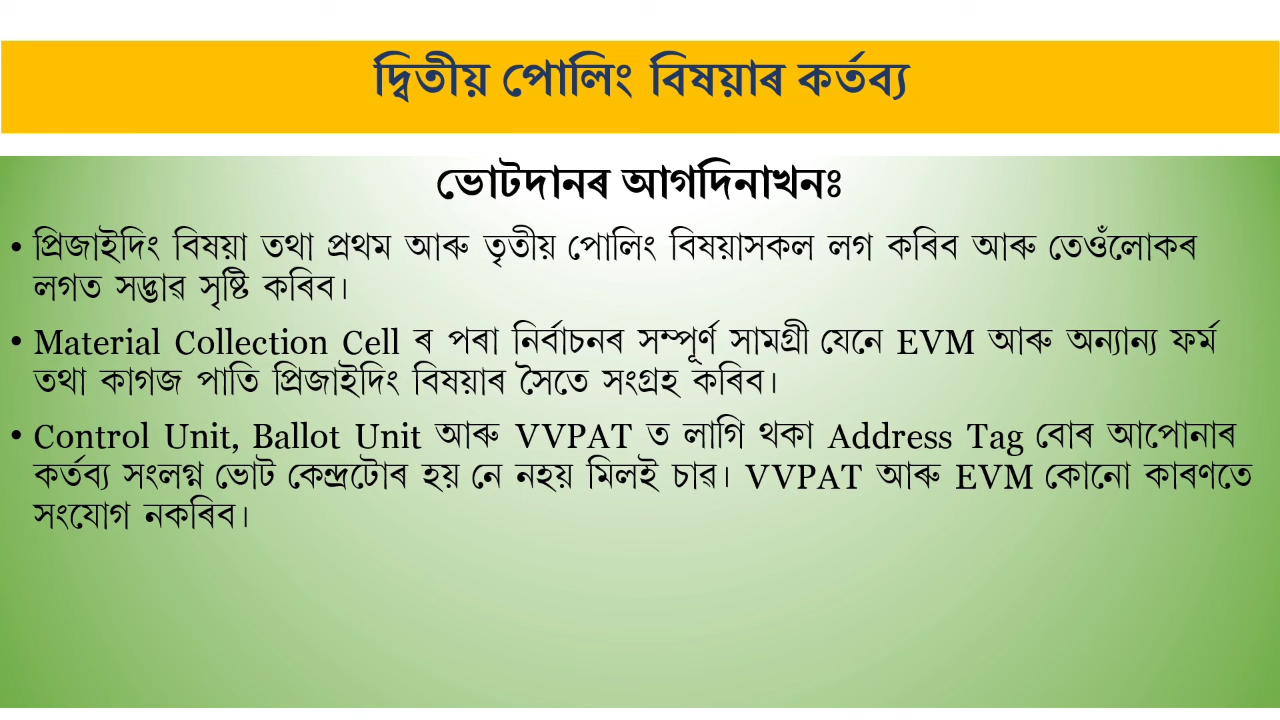 দ্বিতীয় পোলিং বিষয়াৰ কৰ্তব্য
ভোটদানৰ আগদিনাখনঃ
• প্ৰিজাইদিং বিষয়া তথা প্ৰথম আৰু তৃতীয় পোলিং বিষয়াসকল লগ কৰিব আৰু তেওঁলোকৰ
লগত সদ্ভাৱ সৃষ্টি কৰিব।
• Material Collection Cell ৰ পৰা নিৰ্বাচনৰ সম্পূৰ্ণ সামগ্ৰী যেনে EVM আৰু অন্যান্য ফৰ্ম
তথা কাগজ পাতি প্ৰিজাইদিং বিষয়াৰ সৈতে সংগ্ৰহ কৰিব।
• Control Unit, Ballot Unit আৰু VVPAT ত লাগি থকা Address Tag বোৰ আপোনাৰ
কৰ্তব্য সংলগ্ন ভোট কেন্দ্ৰটোৰ হয় নে নহয় মিলই চাৱ। VVPAT আৰু EVM কোনো কাৰণতে
সংযোগ নকৰিব।